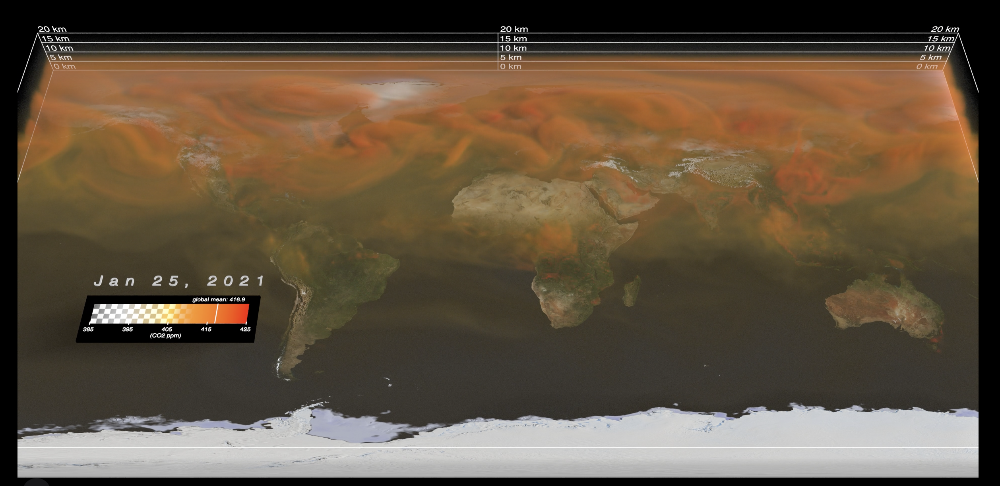 20 km 20 km 20 km
15 km 15 km 15 km
10 km 10 km 10 km
5 km 5 km 5 km
0 km 0 km 0 km
Jan 25, 2021
global mean: 416.9
385 395 405 415 425
(CO2 ppm)